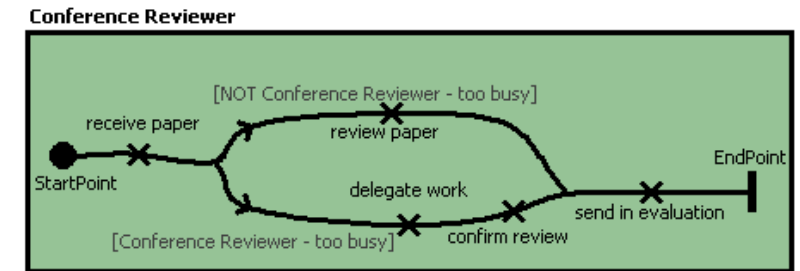 Conference Reviewer
[NOT Conference Reviewer - too busy]
receive paper
review paper
EndPoint
StartPoint
delegate work
send in evaluation
[Conference Reviewer - too busy]
confirm review